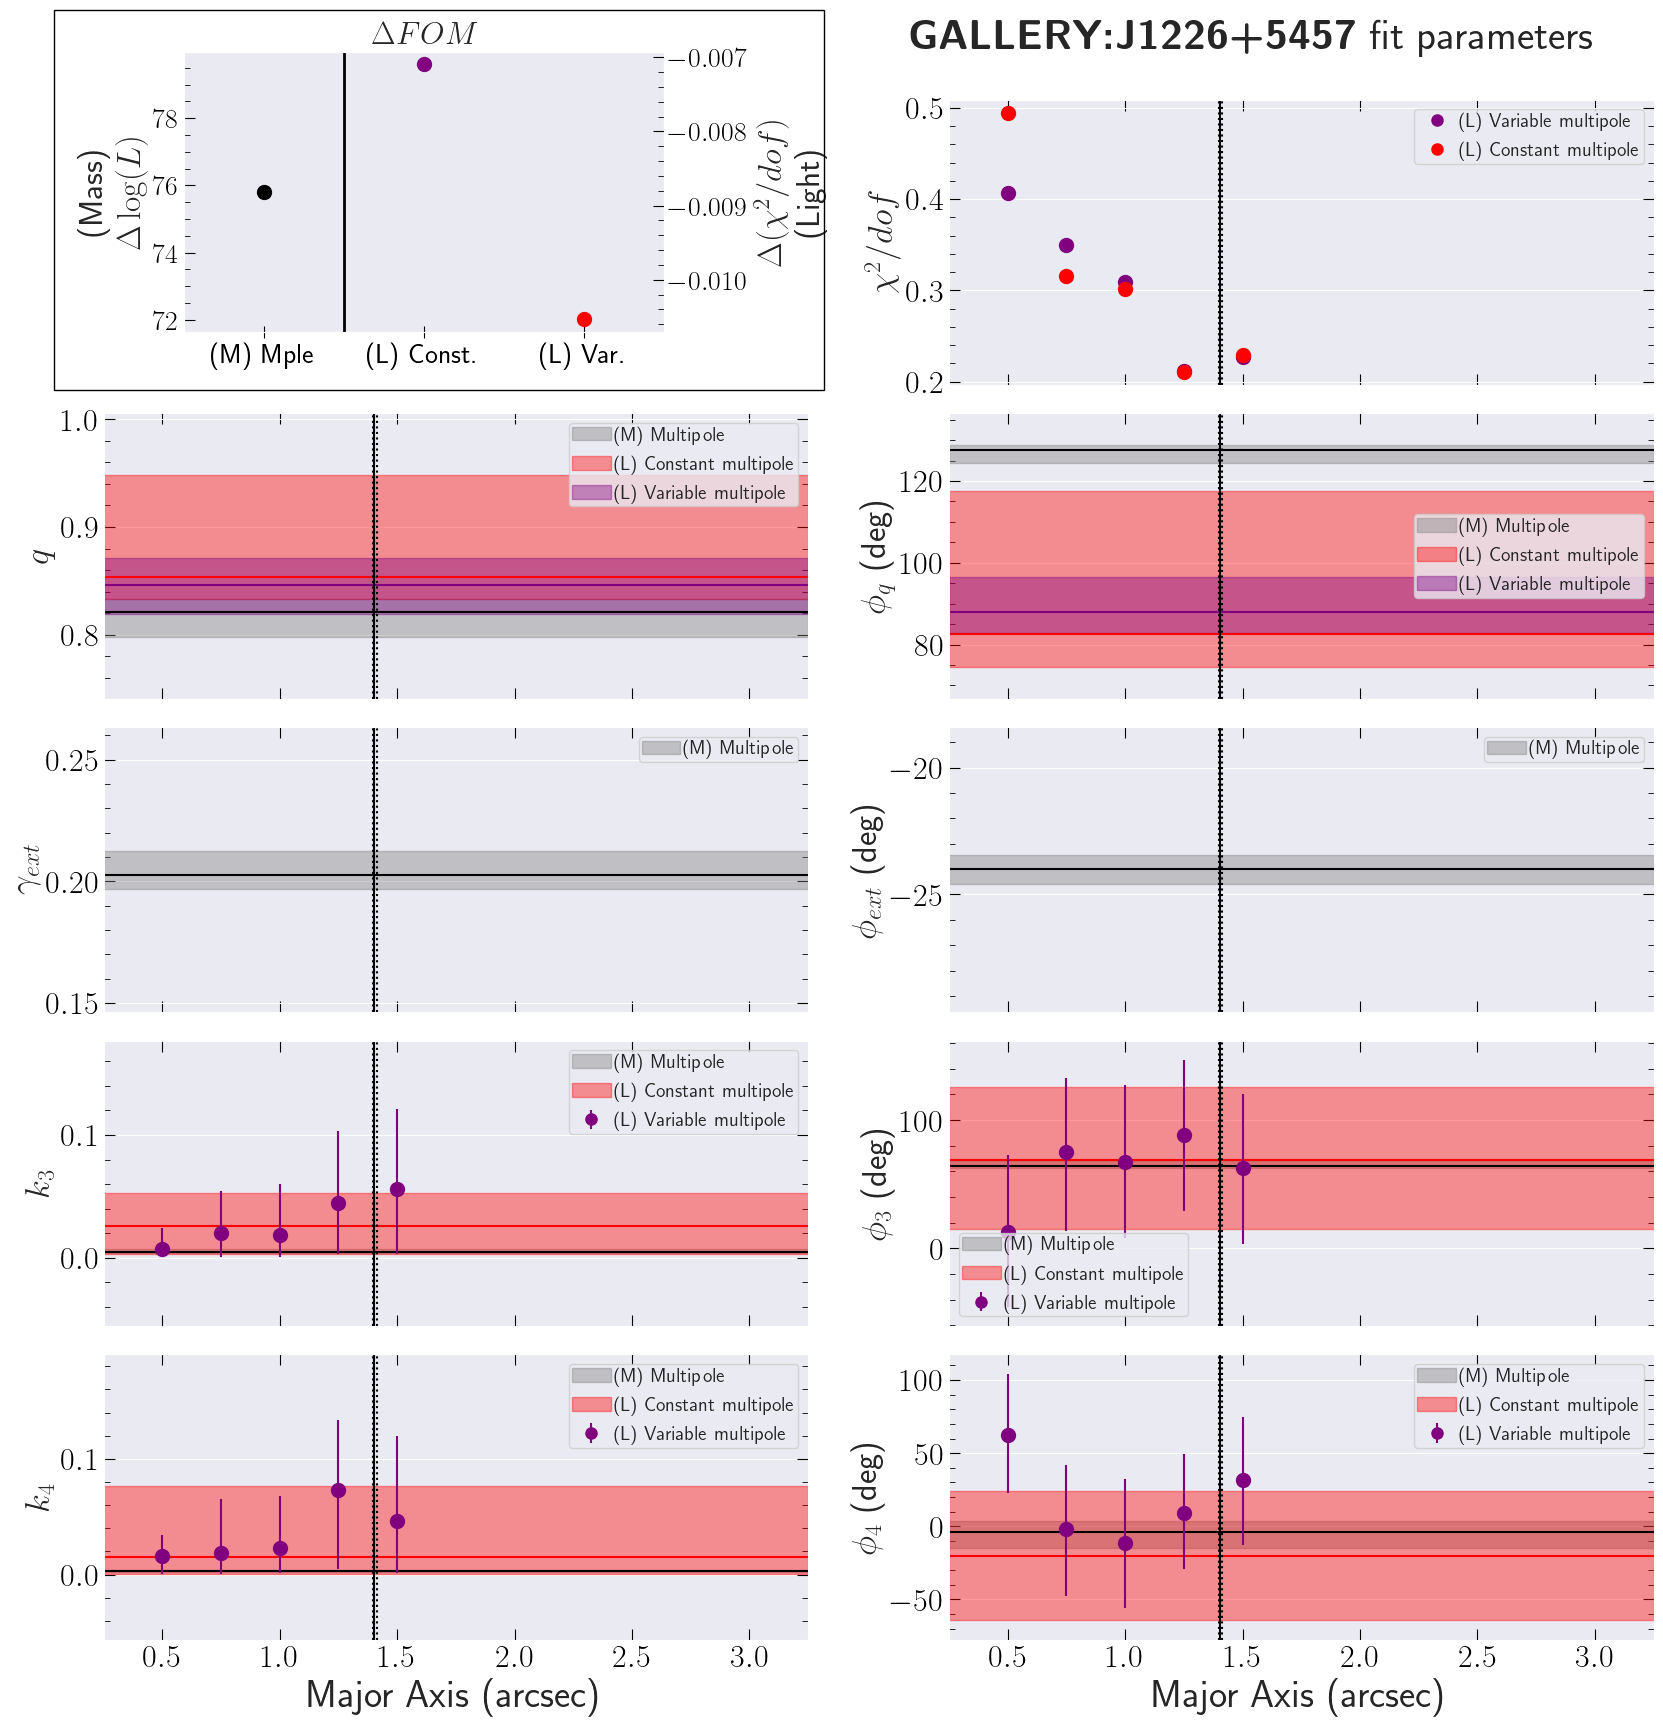 ΔFOM
GALLERY:J1226+5457 fit parameters
(Mass)
Δ log(L)
78
76
74
72
−0.007
−0.008
−0.009
−0.010
Δ(χ²/dof)
(Light)
(M) Mple
(L) Const.
(L) Var.
χ²/dof
0.5
0.4
0.3
0.2
(L) Variable multipole
(L) Constant multipole
q
1.0
0.9
0.8
(M) Multipole
(L) Constant multipole
(L) Variable multipole
ϕ_q (deg)
120
100
80
(M) Multipole
(L) Constant multipole
(L) Variable multipole
γ_ext
0.25
0.20
0.15
(M) Multipole
ϕ_ext (deg)
−20
−25
(M) Multipole
k₃
0.1
0.0
(M) Multipole
(L) Constant multipole
(L) Variable multipole
ϕ₃ (deg)
100
0
(M) Multipole
(L) Constant multipole
(L) Variable multipole
k₄
0.1
0.0
(M) Multipole
(L) Constant multipole
(L) Variable multipole
0.5 1.0 1.5 2.0 2.5 3.0
Major Axis (arcsec)
ϕ₄ (deg)
100
50
0
−50
(M) Multipole
(L) Constant multipole
(L) Variable multipole
0.5 1.0 1.5 2.0 2.5 3.0
Major Axis (arcsec)